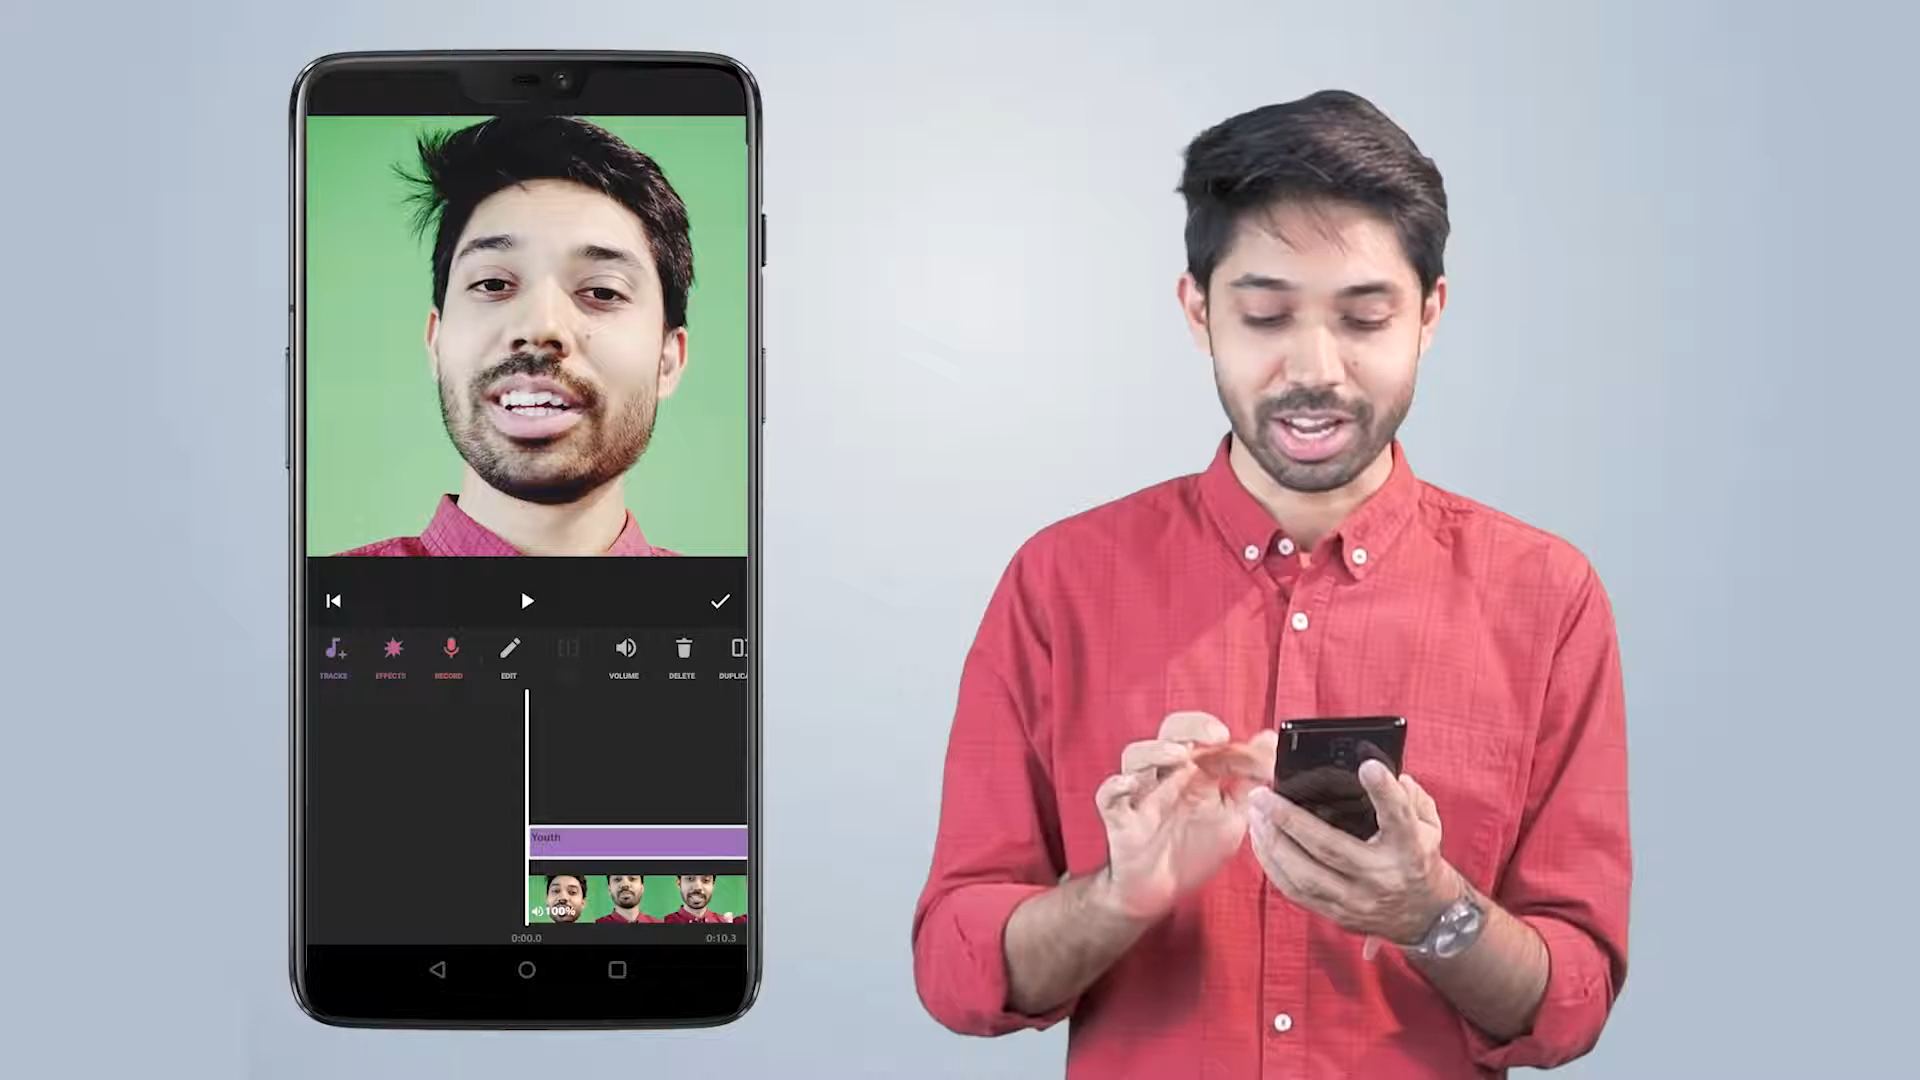 TRACKS EFFECTS RECORD EDIT VOLUME DELETE DUPLICA
Youth
100%
0:00.0 0:10.3